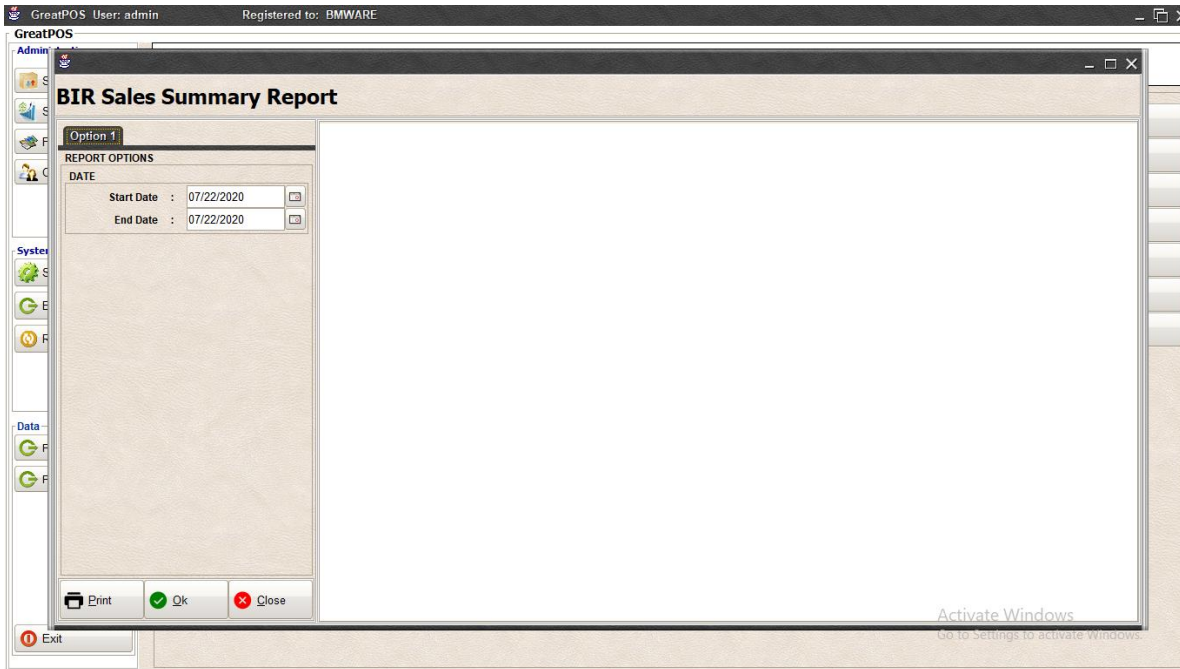 GreatPOS User: admin Registered to: BMWARE
GreatPOS
BIR Sales Summary Report
Option 1
REPORT OPTIONS
DATE
Start Date : 07/22/2020
End Date : 07/22/2020
Data
Print Ok Close
Exit
Activate Windows
Go to Settings to activate Windows.